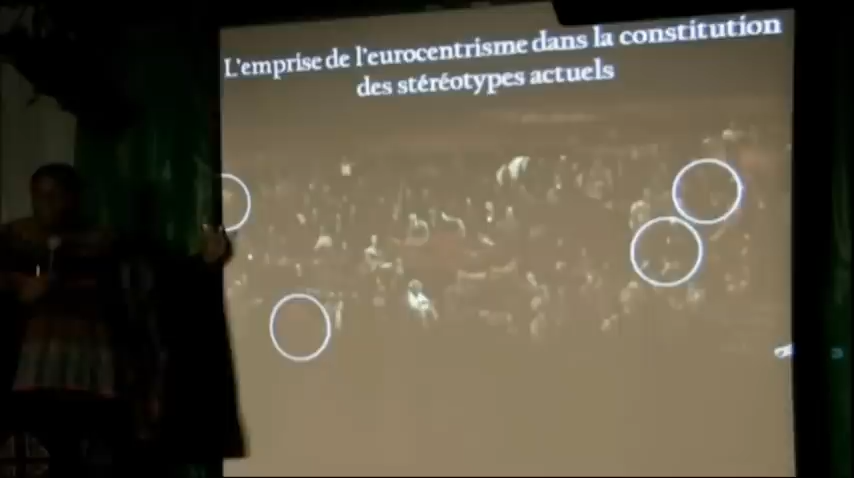 L'emprise de l'eurocentrisme dans la constitution
des stéréotypes actuels